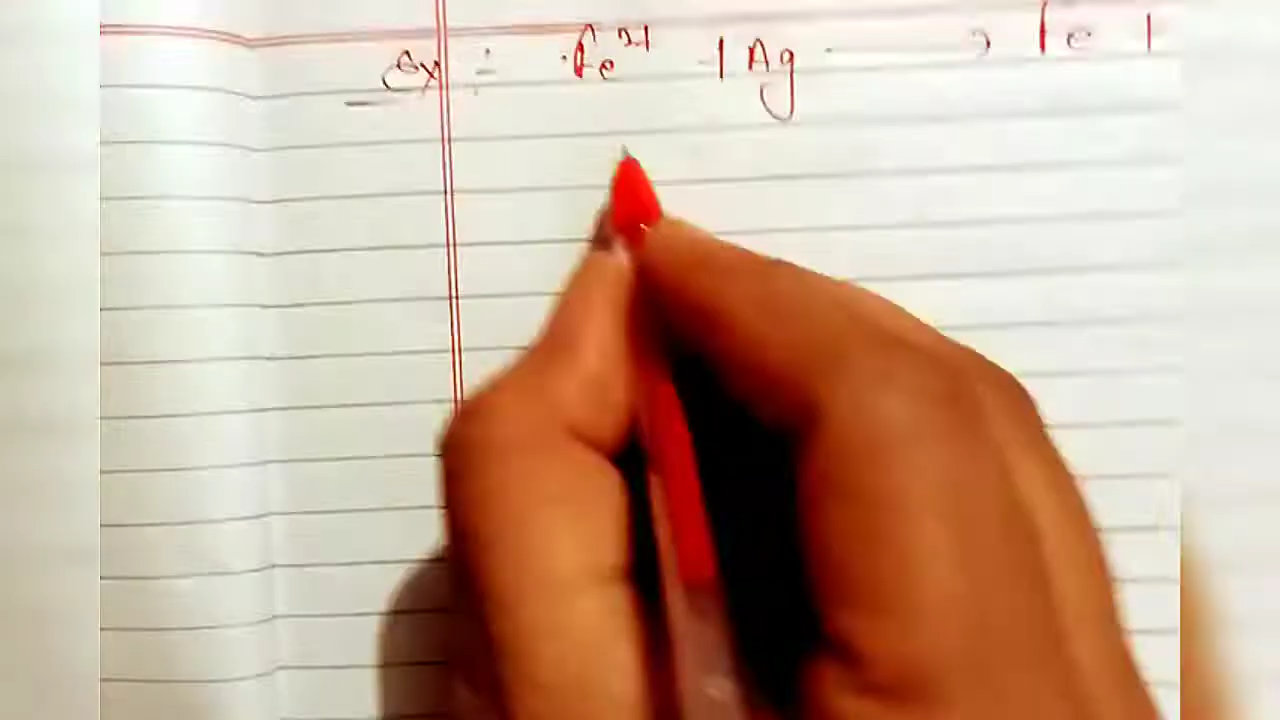 Ex ÷ Fe²⁺ + Ag → Fe +